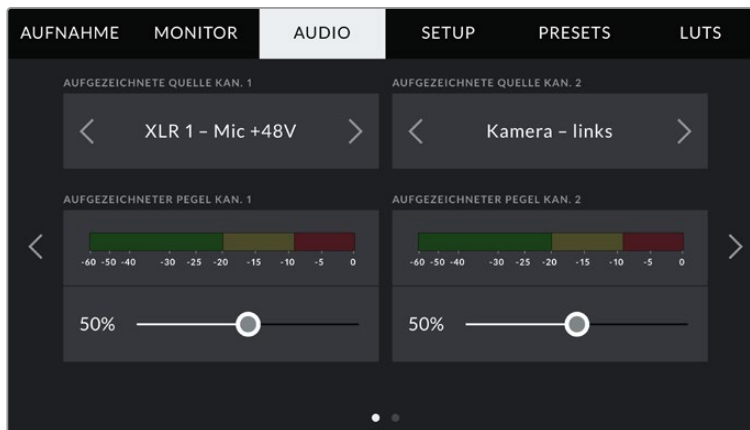 AUFNAHME MONITOR AUDIO SETUP PRESETS LUTS
AUFGEZEICHNETE QUELLE KAN. 1 AUFGEZEICHNETE QUELLE KAN. 2
XLR 1 – Mic +48V Kamera – links
AUFGEZEICHNETER PEGEL KAN. 1 AUFGEZEICHNETER PEGEL KAN. 2
-60 -50 -40 -30 -25 -20 -15 -10 -5 0 -60 -50 -40 -30 -25 -20 -15 -10 -5 0
50% 50%